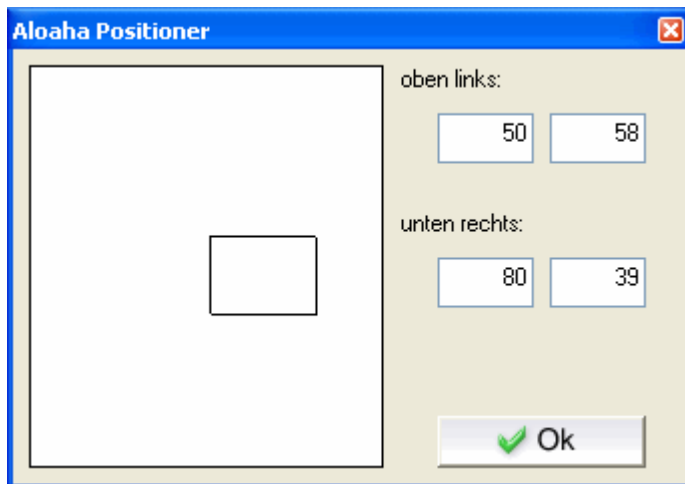 Aloaha Positioner
oben links:
50 58
unten rechts:
80 39
Ok